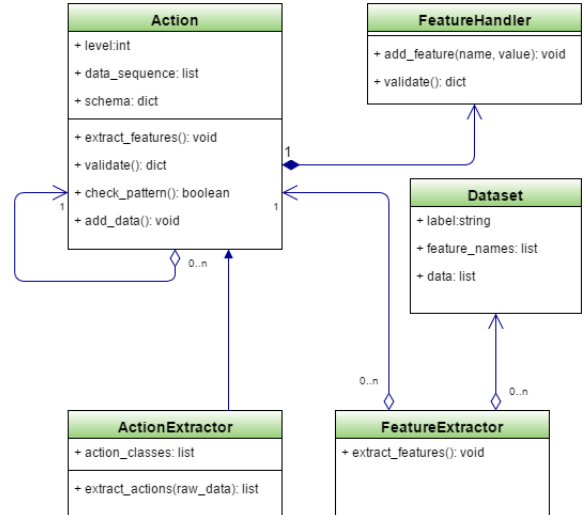 Action
+ level:int
+ data_sequence: list
+ schema: dict
+ extract_features(): void
+ validate(): dict
+ check_pattern(): boolean
+ add_data(): void
FeatureHandler
+ add_feature(name, value): void
+ validate(): dict
1
1
1
0..n
Dataset
+ label:string
+ feature_names: list
+ data: list
0..n
0..n
ActionExtractor
+ action_classes: list
+ extract_actions(raw_data): list
FeatureExtractor
+ extract_features(): void